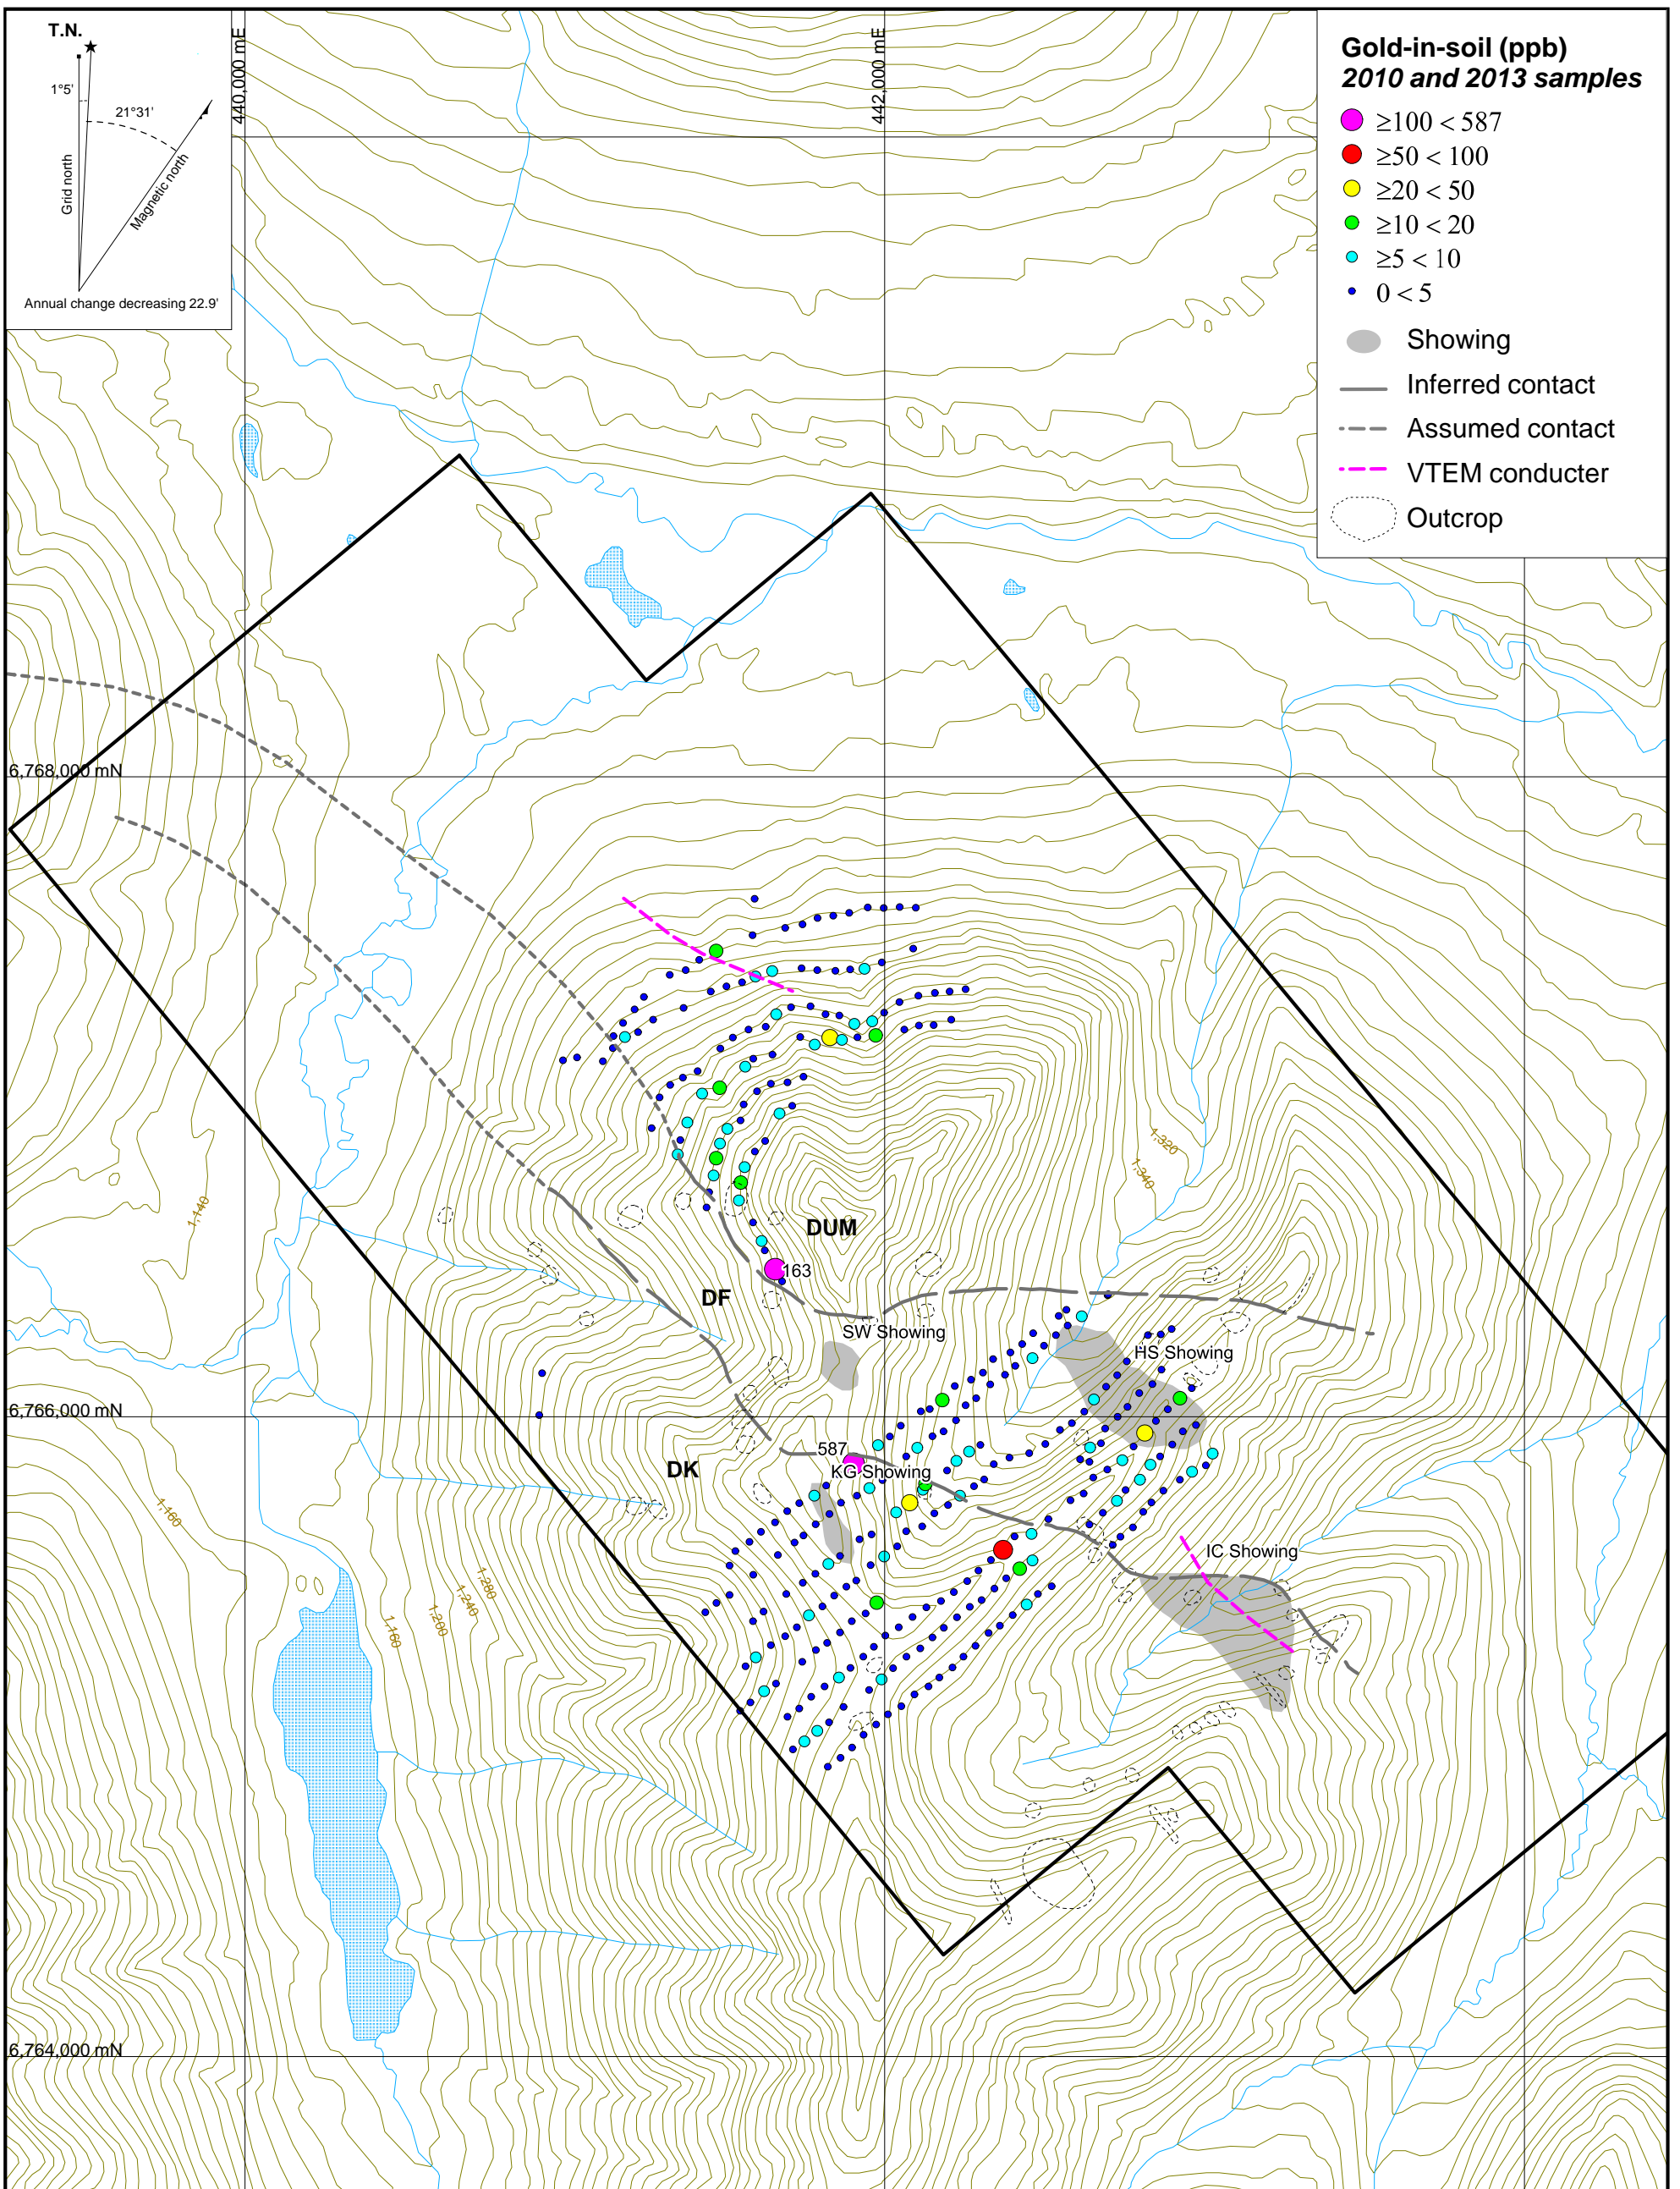 T.N.
1°5'
21°31'
Grid north
Magnetic north
Annual change decreasing 22.9'
440,000 mE
442,000 mE
Gold-in-soil (ppb)
2010 and 2013 samples
≥100 < 587
≥50 < 100
≥20 < 50
≥10 < 20
≥5 < 10
0 < 5
Showing
Inferred contact
Assumed contact
VTEM conducter
Outcrop
6,768,000 mN
1,320
1,340
1,140
DUM
163
DF
SW Showing
HS Showing
6,766,000 mN
587
KG Showing
DK
1,160
IC Showing
1,280
1,240
1,200
1,160
6,764,000 mN